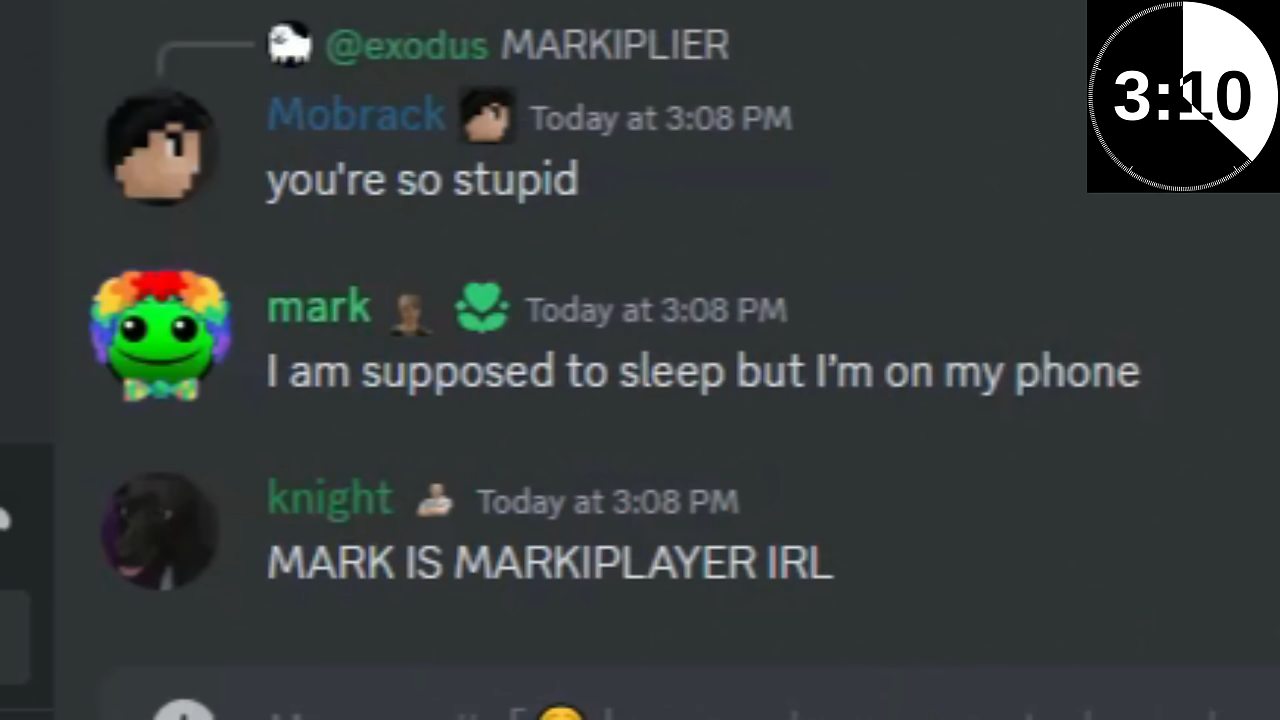 @exodus MARKIPLIER
3:10
Mobrack Today at 3:08 PM
you're so stupid
mark Today at 3:08 PM
I am supposed to sleep but I'm on my phone
knight Today at 3:08 PM
MARK IS MARKIPLAYER IRL